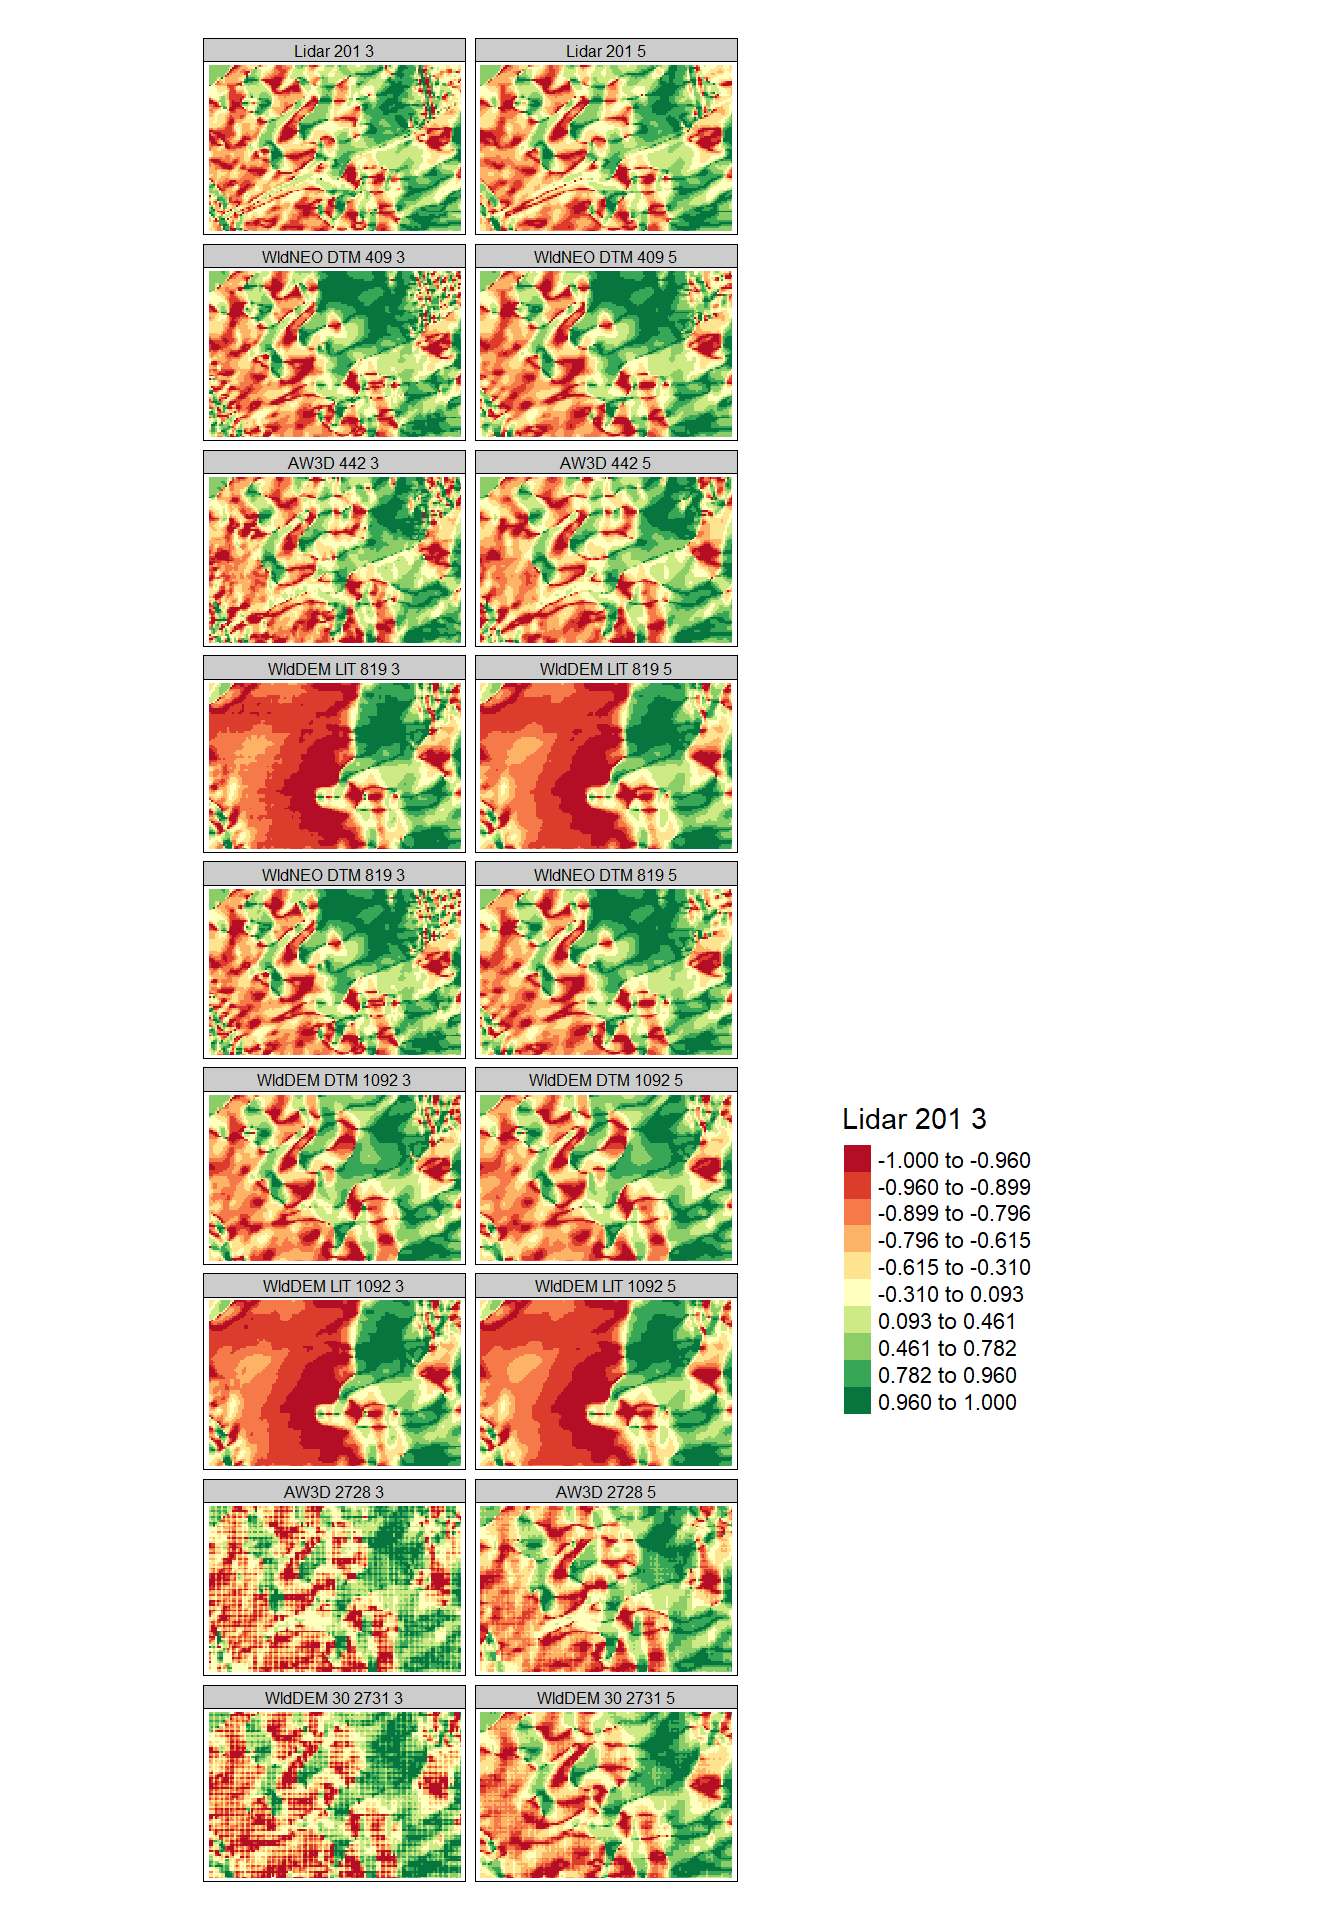 Lidar 201 3
Lidar 201 5
WldNEO DTM 409 3
WldNEO DTM 409 5
AW3D 442 3
AW3D 442 5
WldDEM LIT 819 3
WldDEM LIT 819 5
WldNEO DTM 819 3
WldNEO DTM 819 5
WldDEM DTM 1092 3
WldDEM DTM 1092 5
WldDEM LIT 1092 3
WldDEM LIT 1092 5
AW3D 2728 3
AW3D 2728 5
WldDEM 30 2731 3
WldDEM 30 2731 5
Lidar 201 3
-1.000 to -0.960
-0.960 to -0.899
-0.899 to -0.796
-0.796 to -0.615
-0.615 to -0.310
-0.310 to 0.093
0.093 to 0.461
0.461 to 0.782
0.782 to 0.960
0.960 to 1.000